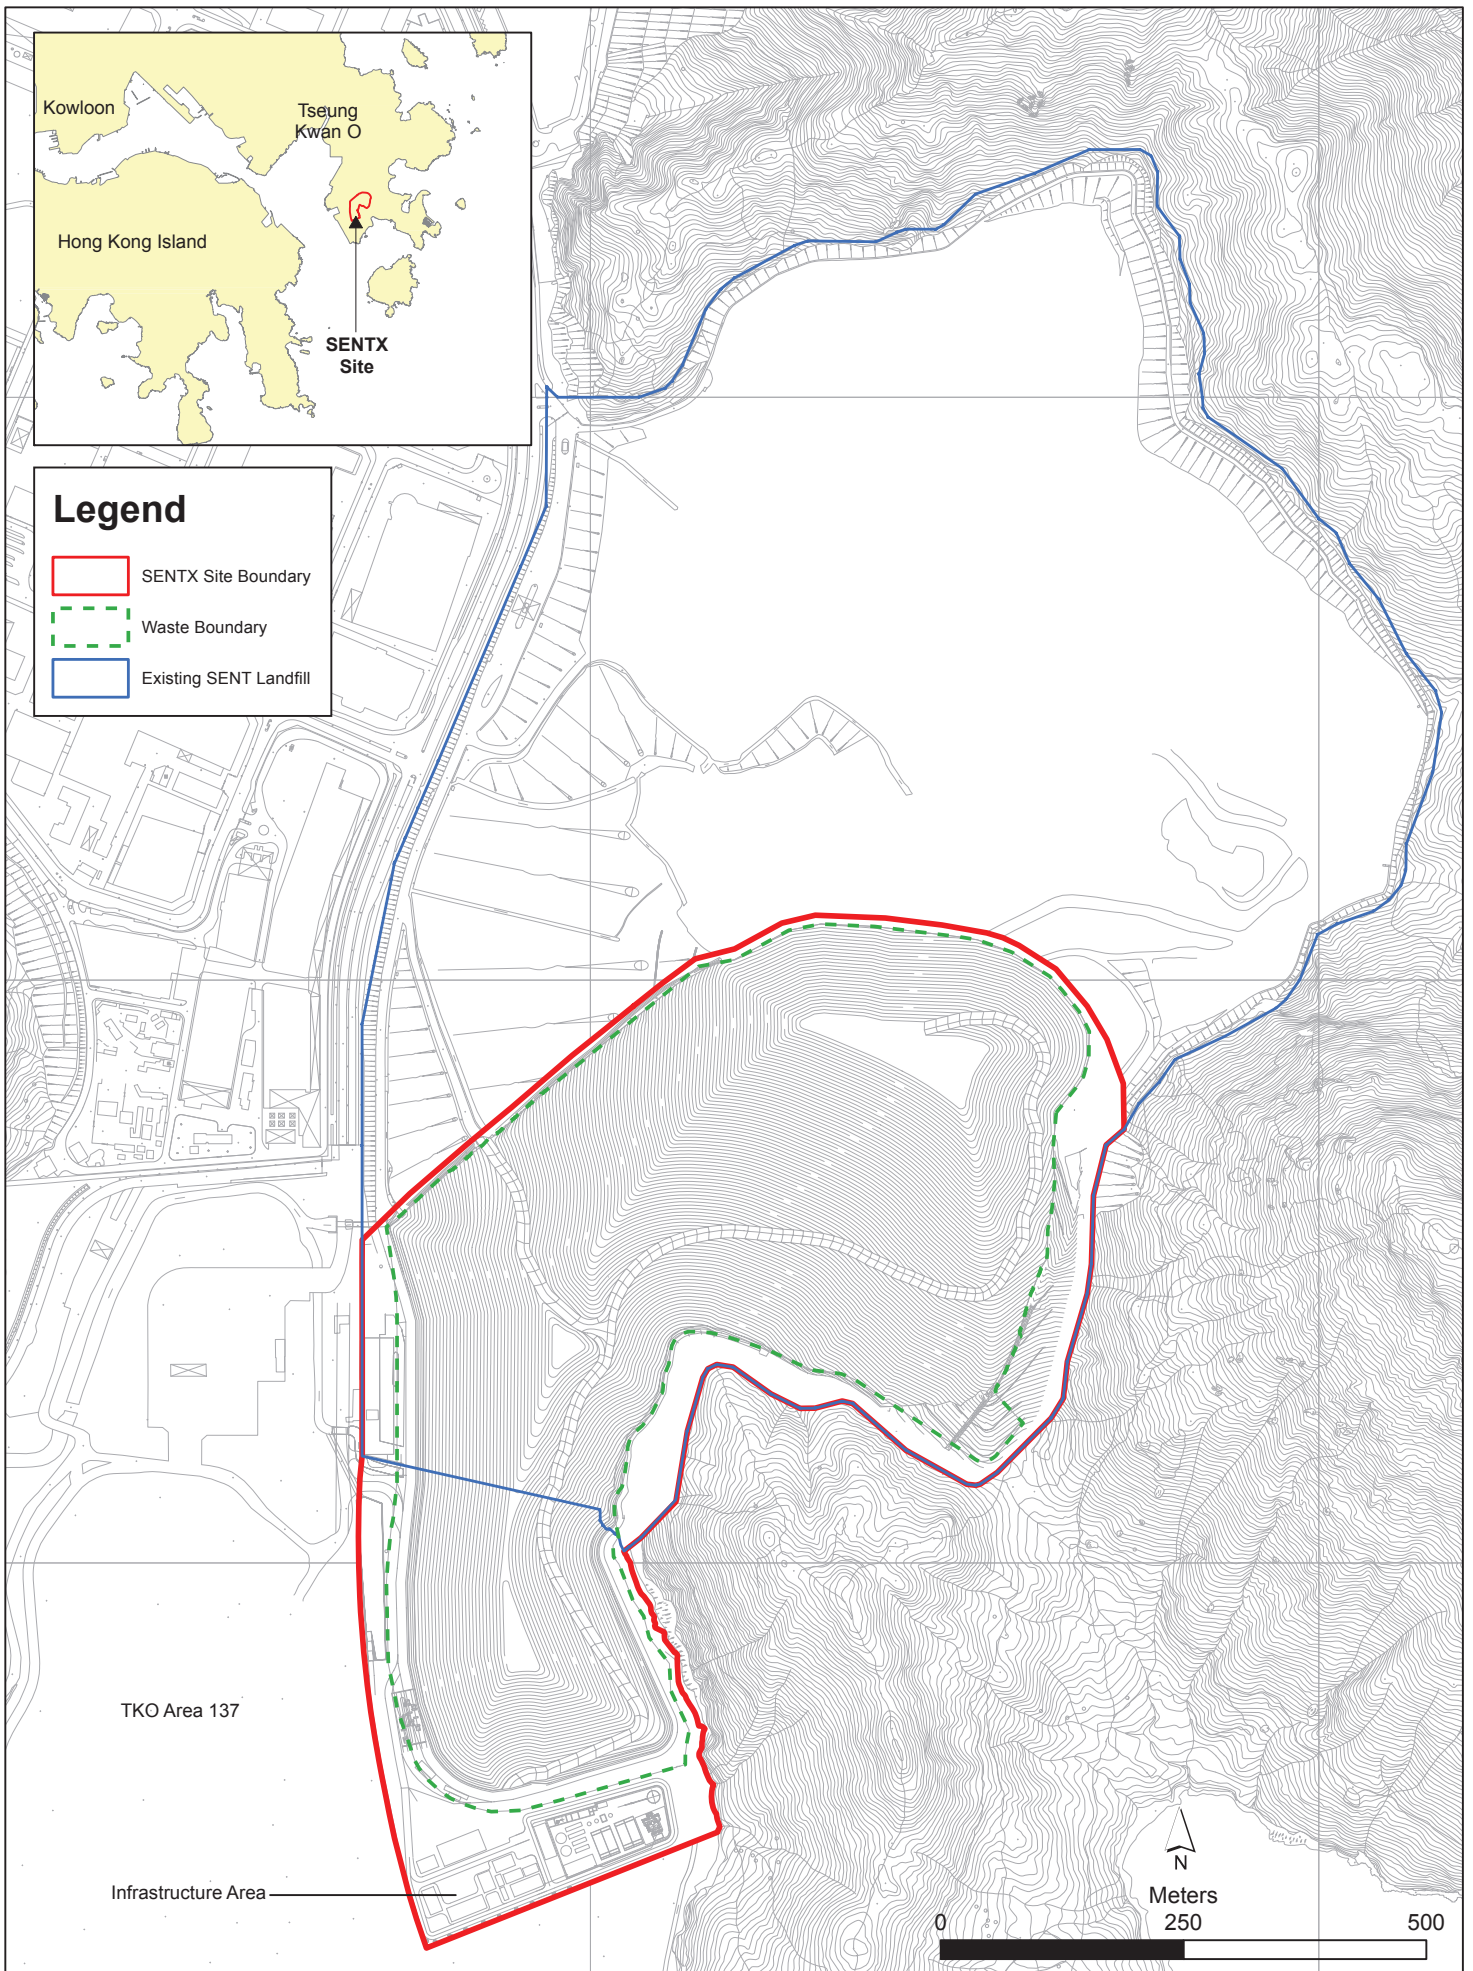 Kowloon
Tseung
Kwan O
Hong Kong Island
SENTX
Site
Legend
SENTX Site Boundary
Waste Boundary
Existing SENT Landfill
TKO Area 137
Infrastructure Area
N
Meters
0 250 500